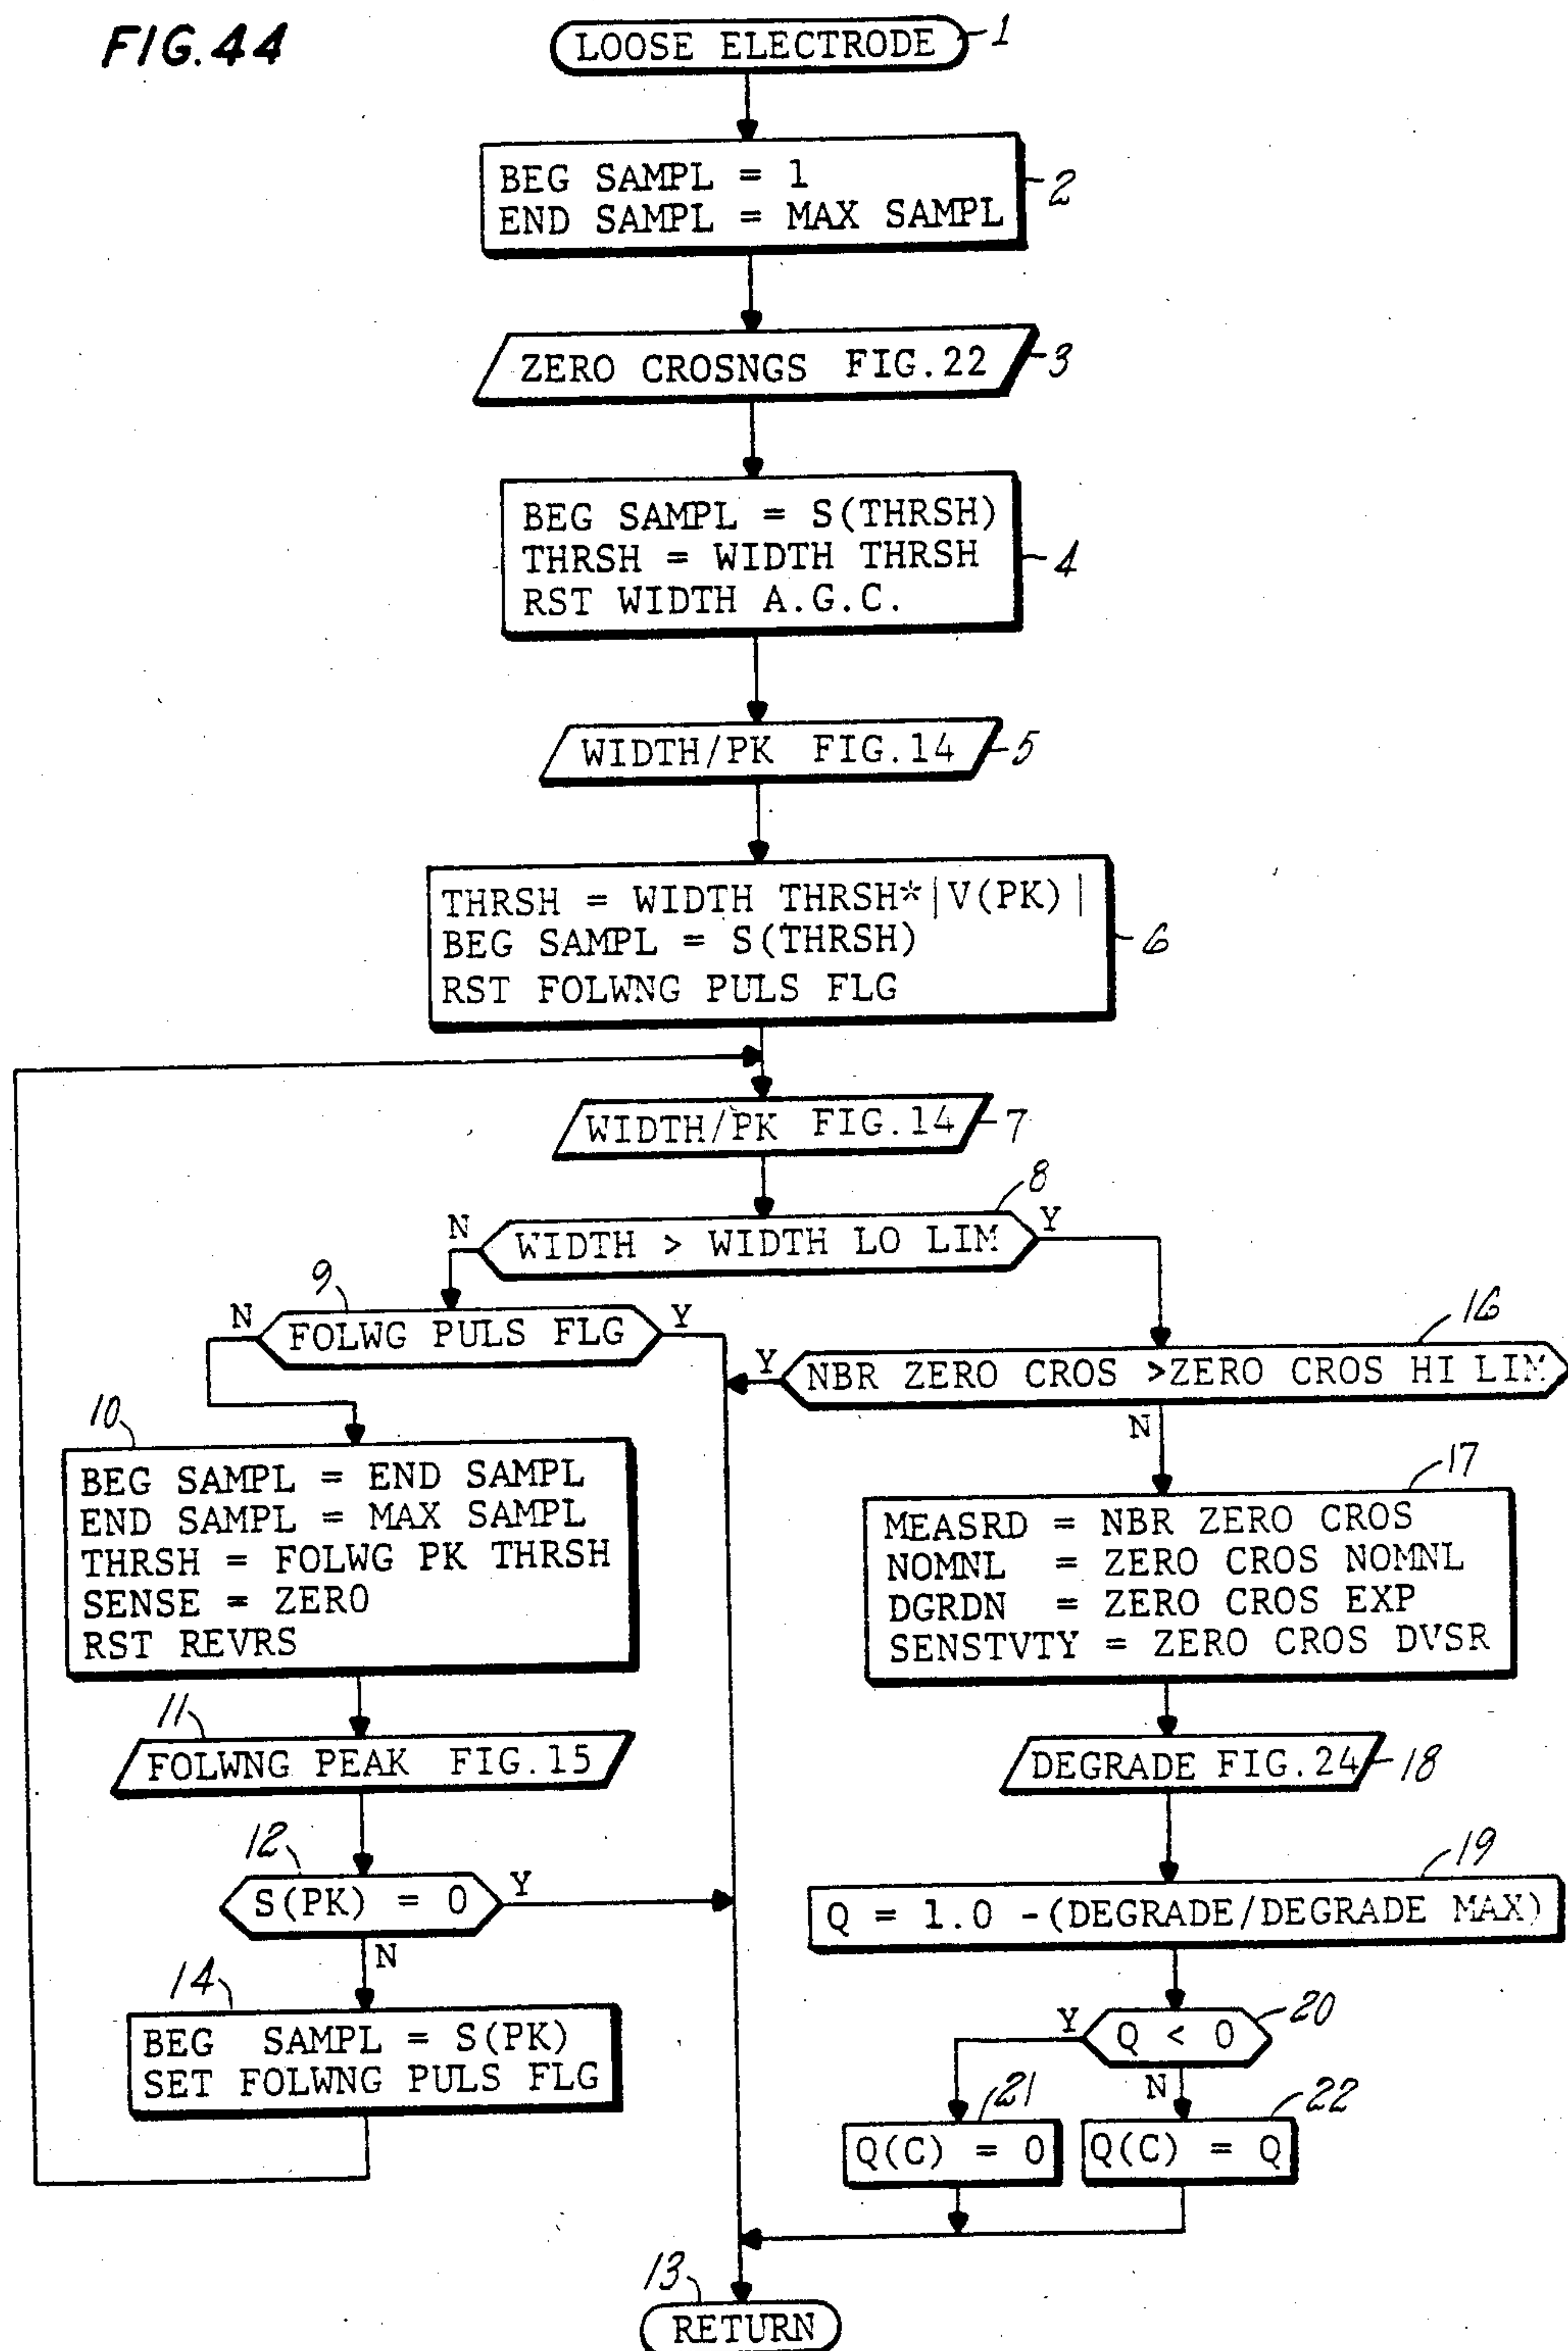 FIG.44
LOOSE ELECTRODE
1
BEG SAMPL = 1
END SAMPL = MAX SAMPL
2
ZERO CROSNGS FIG.22
3
BEG SAMPL = S(THRSH)
THRSH = WIDTH THRSH
RST WIDTH A.G.C.
4
WIDTH/PK FIG.14
5
THRSH = WIDTH THRSH*|V(PK)|
BEG SAMPL = S(THRSH)
RST FOLWNG PULS FLG
6
WIDTH/PK FIG.14
7
8
N
WIDTH > WIDTH LO LIM
Y
9
N
FOLWG PULS FLG
Y
16
Y
NBR ZERO CROS >ZERO CROS HI LIM
N
10
BEG SAMPL = END SAMPL
END SAMPL = MAX SAMPL
THRSH = FOLWG PK THRSH
SENSE = ZERO
RST REVRS
17
MEASRD = NBR ZERO CROS
NOMNL = ZERO CROS NOMNL
DGRDN = ZERO CROS EXP
SENSTVTY = ZERO CROS DVSR
11
FOLWNG PEAK FIG.15
DEGRADE FIG.24
18
12
S(PK) = 0
Y
N
19
Q = 1.0 -(DEGRADE/DEGRADE MAX)
14
BEG SAMPL = S(PK)
SET FOLWNG PULS FLG
20
Y
Q < 0
N
21
Q(C) = 0
22
Q(C) = Q
13
RETURN